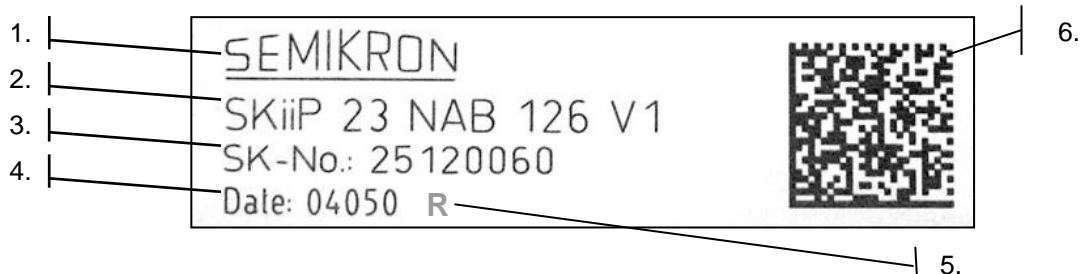 1.
2.
3.
4.
SEMIKRON
SKiiP 23 NAB 126 V1
SK-No.: 25120060
Date: 04050 R
5.
6.